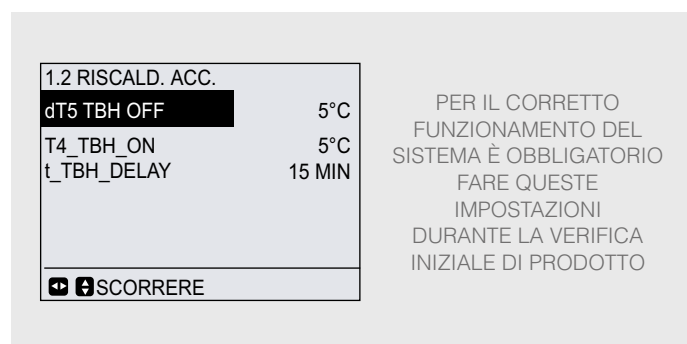 1.2 RISCALD. ACC.
dT5 TBH OFF 5°C
T4_TBH_ON 5°C
t_TBH_DELAY 15 MIN
SCORRERE
PER IL CORRETTO
FUNZIONAMENTO DEL
SISTEMA È OBBLIGATORIO
FARE QUESTE
IMPOSTAZIONI
DURANTE LA VERIFICA
INIZIALE DI PRODOTTO